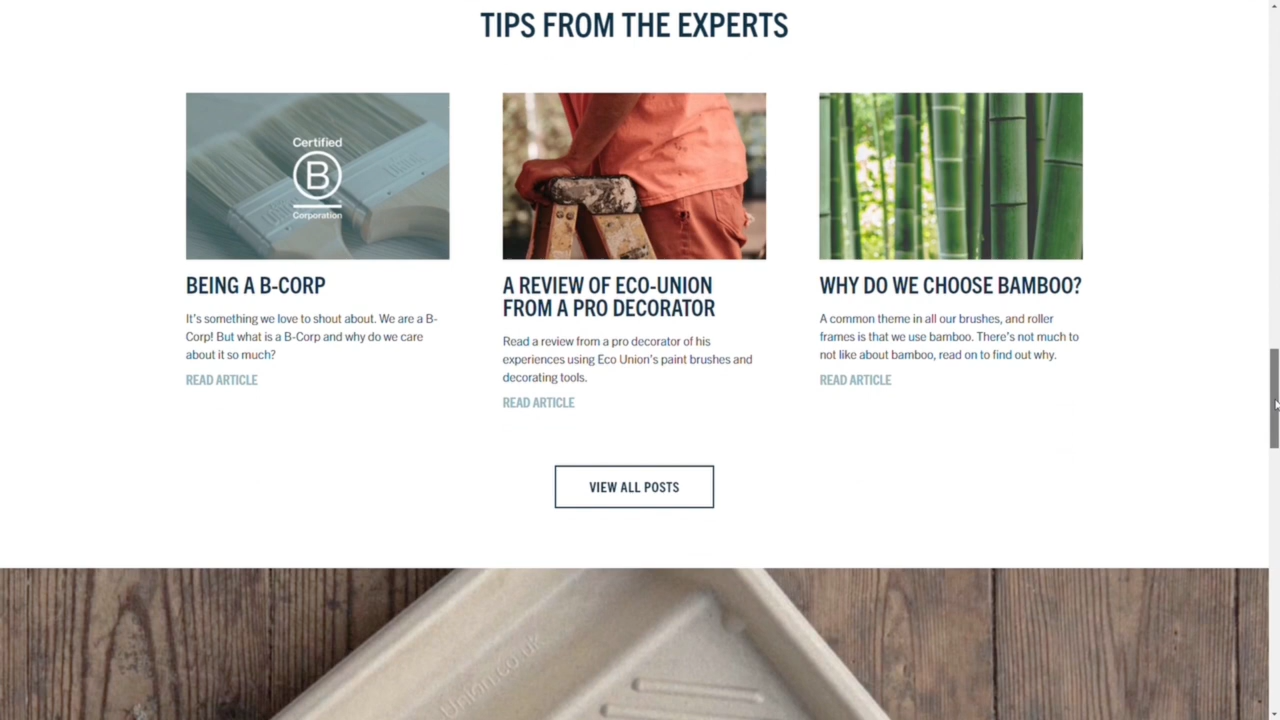 TIPS FROM THE EXPERTS
Certified
B
Corporation
BEING A B-CORP
It's something we love to shout about. We are a B-
Corp! But what is a B-Corp and why do we care
about it so much?
READ ARTICLE
A REVIEW OF ECO-UNION
FROM A PRO DECORATOR
Read a review from a pro decorator of his
experiences using Eco Union's paint brushes and
decorating tools.
READ ARTICLE
WHY DO WE CHOOSE BAMBOO?
A common theme in all our brushes, and roller
frames is that we use bamboo. There's not much to
not like about bamboo, read on to find out why.
READ ARTICLE
VIEW ALL POSTS
Union.co.uk